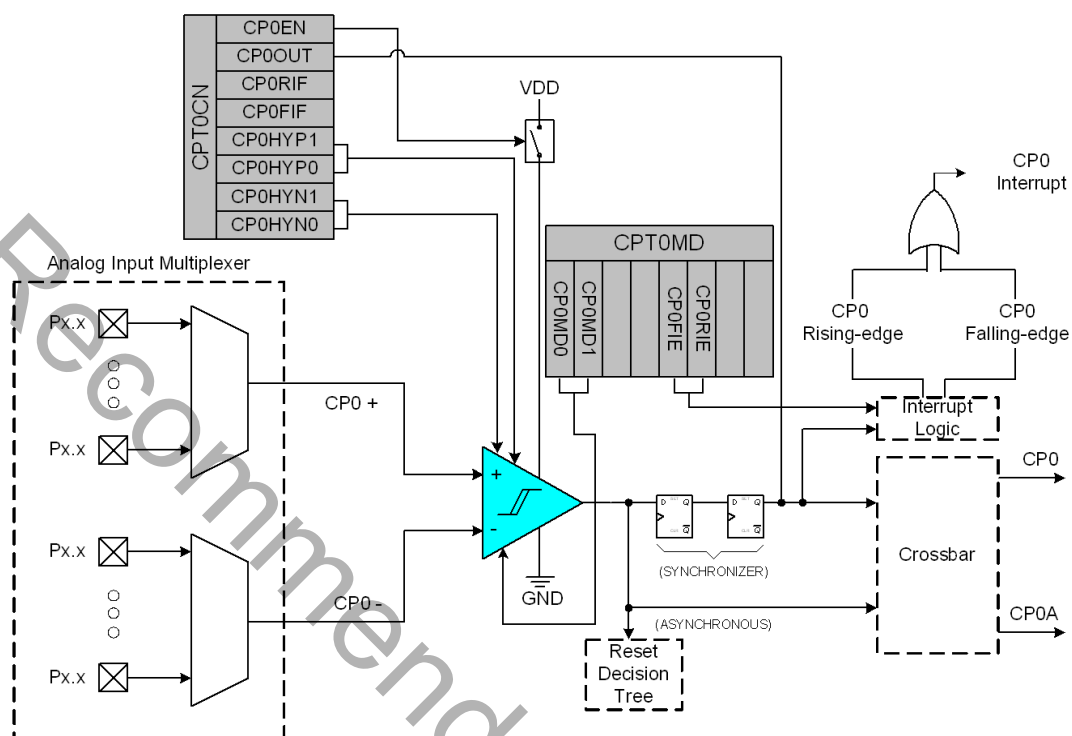 CPT0CN
CP0EN
CP0OUT
CP0RIF
CP0FIF
CP0HYP1
CP0HYP0
CP0HYN1
CP0HYN0
VDD
CPT0MD
CP0MD0
CP0MD1
CP0FIE
CP0RIE
CP0
Interrupt
CP0
Rising-edge
CP0
Falling-edge
Interrupt
Logic
Analog Input Multiplexer
Px.x
Px.x
Px.x
Px.x
CP0 +
CP0 -
+
-
GND
D
Q
D
Q
(SYNCHRONIZER)
(ASYNCHRONOUS)
Reset
Decision
Tree
Crossbar
CP0
CP0A
Recommend